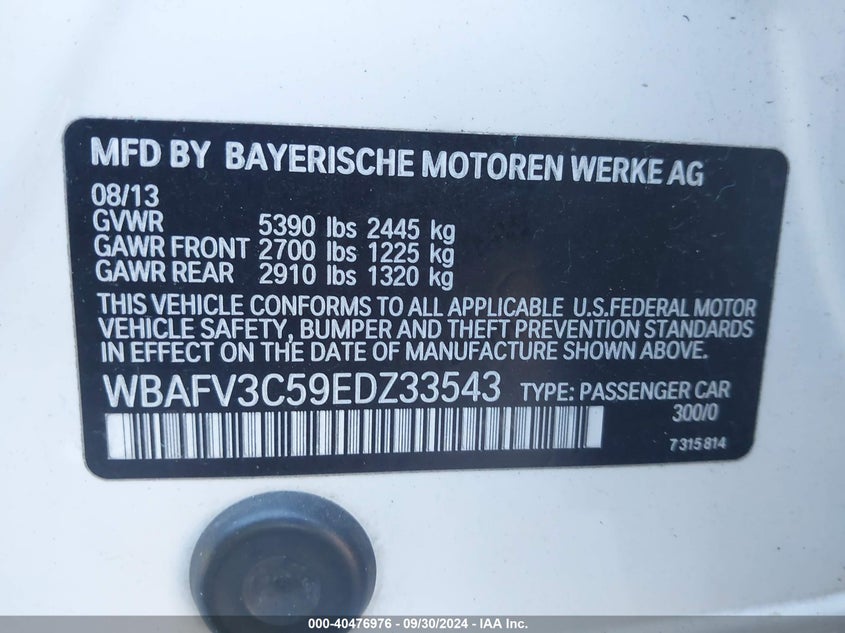 MFD BY BAYERISCHE MOTOREN WERKE AG
08/13
GVWR 5390 lbs 2445 kg
GAWR FRONT 2700 lbs 1225 kg
GAWR REAR 2910 lbs 1320 kg
THIS VEHICLE CONFORMS TO ALL APPLICABLE U.S.FEDERAL MOTOR
VEHICLE SAFETY, BUMPER AND THEFT PREVENTION STANDARDS
IN EFFECT ON THE DATE OF MANUFACTURE SHOWN ABOVE.
WBAFV3C59EDZ33543 TYPE: PASSENGER CAR
300/0
7315814
000-40476976 - 09/30/2024 - IAA, Inc.